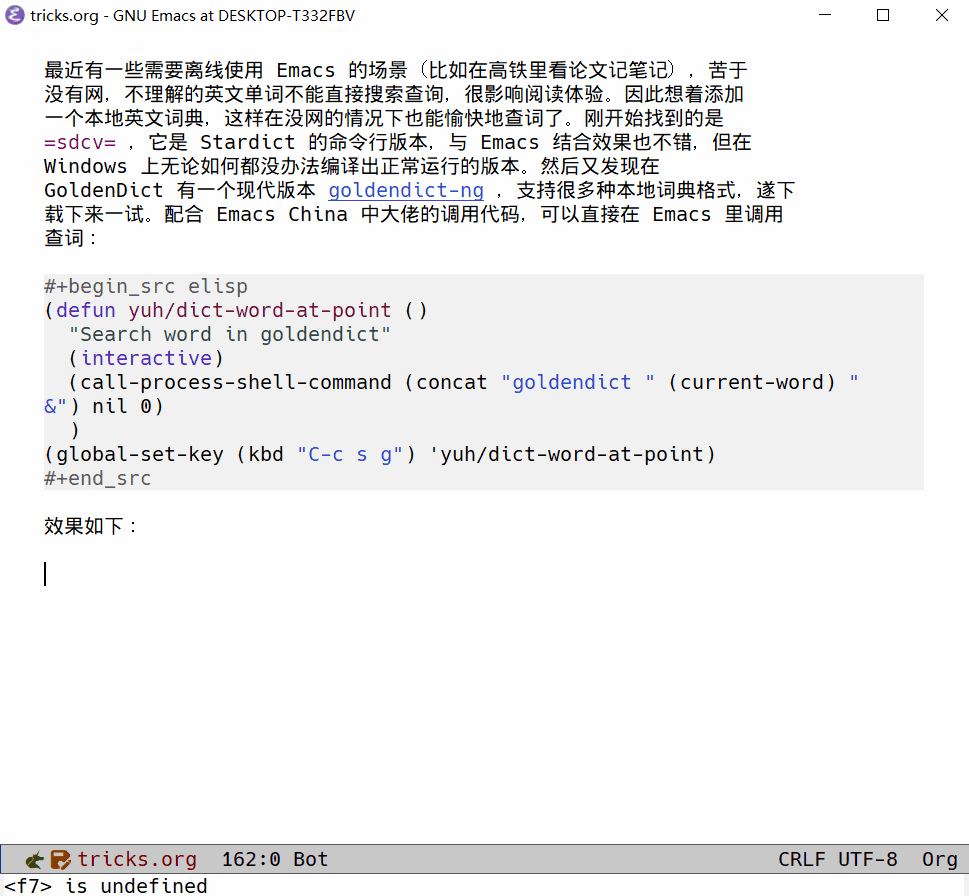 tricks.org - GNU Emacs at DESKTOP-T332FBV
最近有一些需要离线使用 Emacs 的场景（比如在高铁里看论文记笔记），苦于
没有网，不理解的英文单词不能直接搜索查询，很影响阅读体验。因此想着添加
一个本地英文词典，这样在没网的情况下也能愉快地查词了。刚开始找到的是
=sdcv= ，它是 Stardict 的命令行版本，与 Emacs 结合效果也不错，但在
Windows 上无论如何都没办法编译出正常运行的版本。然后又发现在
GoldenDict 有一个现代版本 goldendict-ng ，支持很多种本地词典格式，遂下
载下来一试。配合 Emacs China 中大佬的调用代码，可以直接在 Emacs 里调用
查词：
#+begin_src elisp
(defun yuh/dict-word-at-point ()
  "Search word in goldendict"
  (interactive)
  (call-process-shell-command (concat "goldendict " (current-word) "
&") nil 0)
  )
(global-set-key (kbd "C-c s g") 'yuh/dict-word-at-point)
#+end_src
效果如下：
tricks.org  162:0 Bot CRLF UTF-8  Org
<f7> is undefined